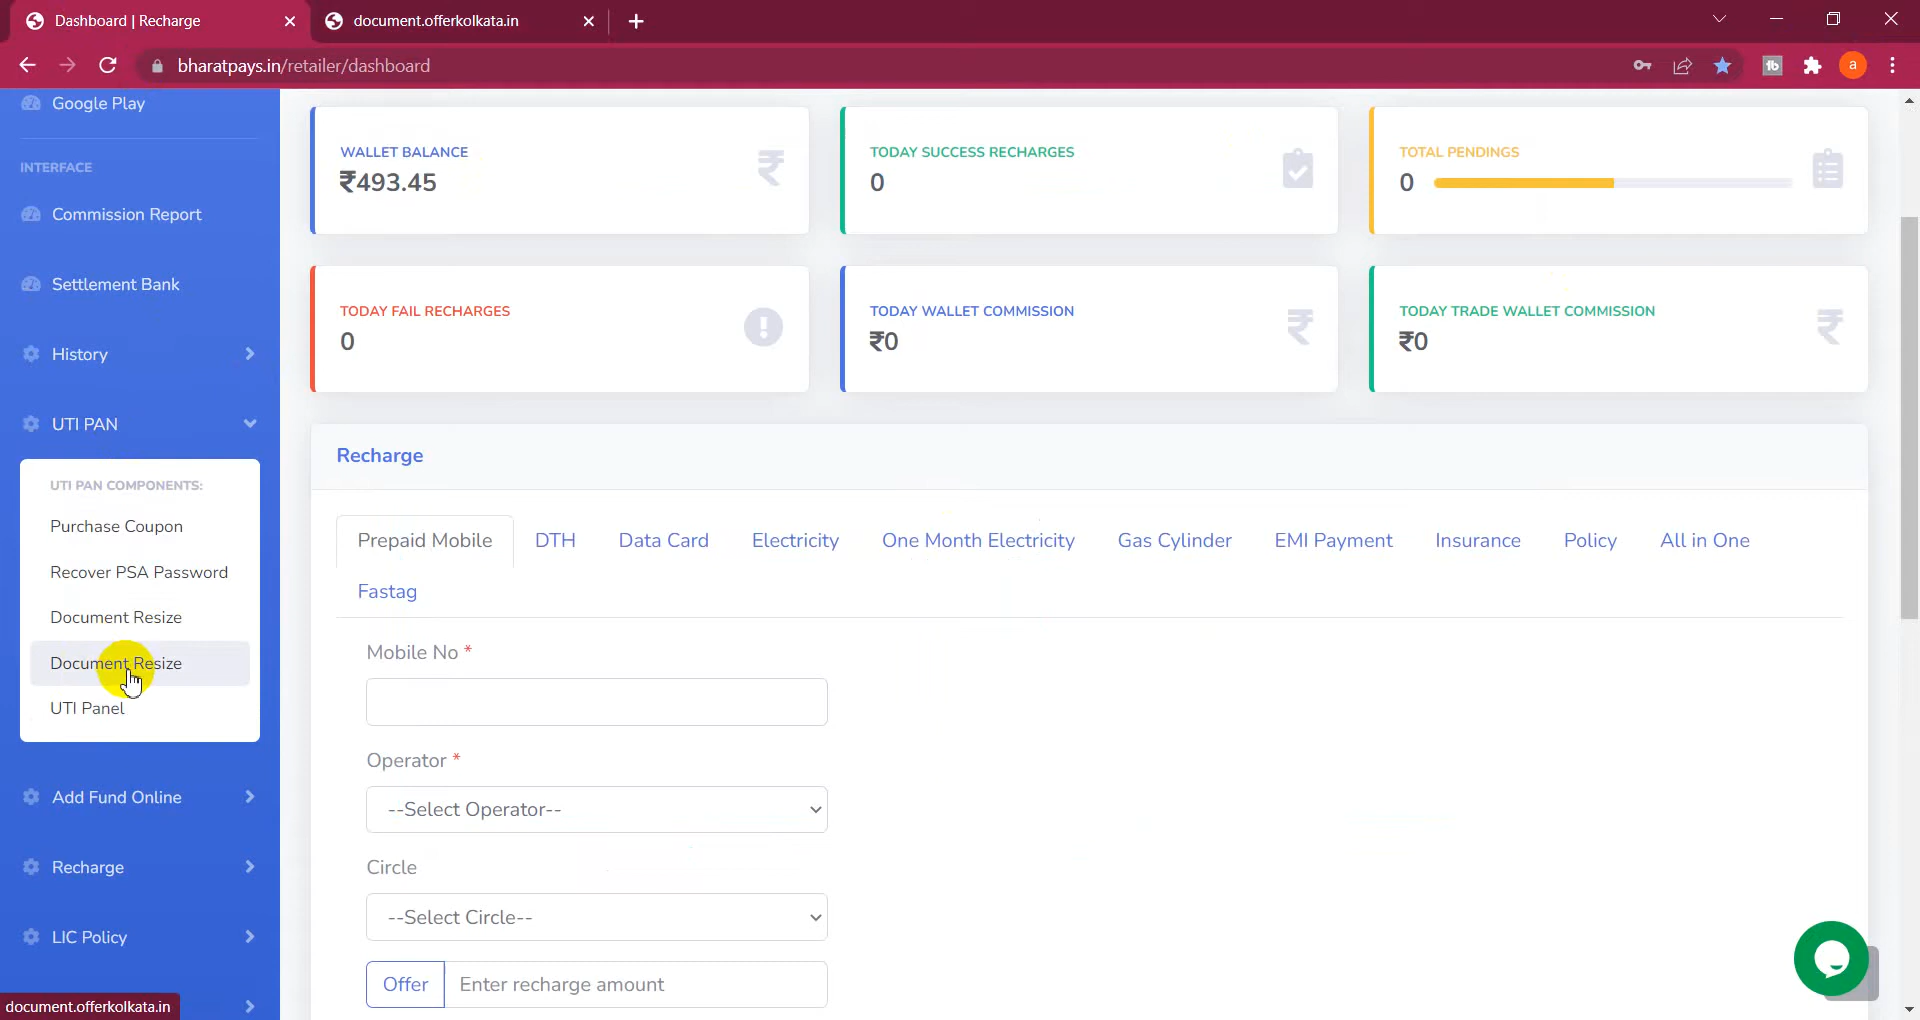 Dashboard | Recharge
document.offerkolkata.in
bharatpays.in/retailer/dashboard
tb
a
Google Play
INTERFACE
Commission Report
Settlement Bank
History
UTI PAN
UTI PAN COMPONENTS:
Purchase Coupon
Recover PSA Password
Document Resize
Document Resize
UTI Panel
Add Fund Online
Recharge
LIC Policy
document.offerkolkata.in
WALLET BALANCE
₹493.45
TODAY SUCCESS RECHARGES
0
TOTAL PENDINGS
0
TODAY FAIL RECHARGES
0
TODAY WALLET COMMISSION
₹0
TODAY TRADE WALLET COMMISSION
₹0
Recharge
Prepaid Mobile DTH Data Card Electricity One Month Electricity Gas Cylinder EMI Payment Insurance Policy All in One
Fastag
Mobile No *
Operator *
--Select Operator--
Circle
--Select Circle--
Offer Enter recharge amount